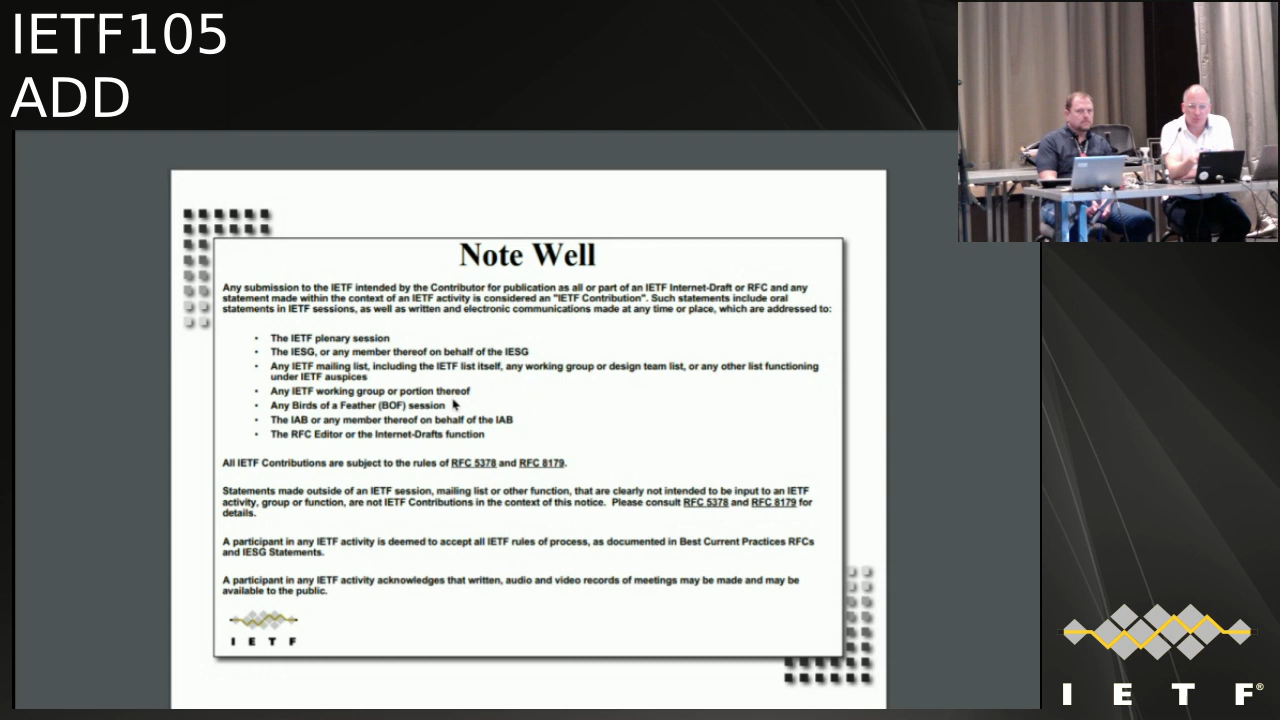 IETF105
ADD
Note Well
Any submission to the IETF intended by the Contributor for publication as all or part of an IETF Internet-Draft or RFC and any
statement made within the context of an IETF activity is considered an "IETF Contribution". Such statements include oral
statements in IETF sessions, as well as written and electronic communications made at any time or place, which are addressed to:
• The IETF plenary session
• The IESG, or any member thereof on behalf of the IESG
• Any IETF mailing list, including the IETF list itself, any working group or design team list, or any other list functioning
under IETF auspices
• Any IETF working group or portion thereof
• Any Birds of a Feather (BOF) session
• The IAB or any member thereof on behalf of the IAB
• The RFC Editor or the Internet-Drafts function
All IETF Contributions are subject to the rules of RFC 5378 and RFC 8179.
Statements made outside of an IETF session, mailing list or other function, that are clearly not intended to be input to an IETF
activity, group or function, are not IETF Contributions in the context of this notice. Please consult RFC 5378 and RFC 8179 for
details.
A participant in any IETF activity is deemed to accept all IETF rules of process, as documented in Best Current Practices RFCs
and IESG Statements.
A participant in any IETF activity acknowledges that written, audio and video records of meetings may be made and may be
available to the public.
I E T F
I E T F®